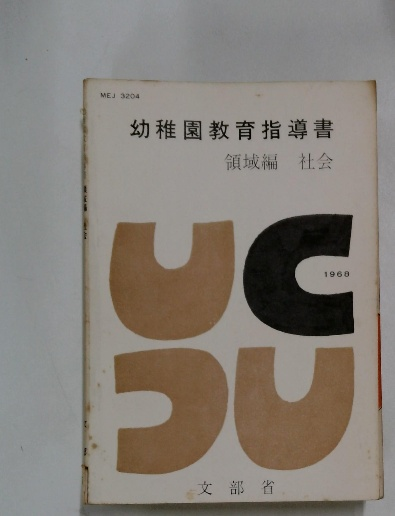 MEJ 3204
幼稚園教育指導書
領域編 社会
1968
文部省